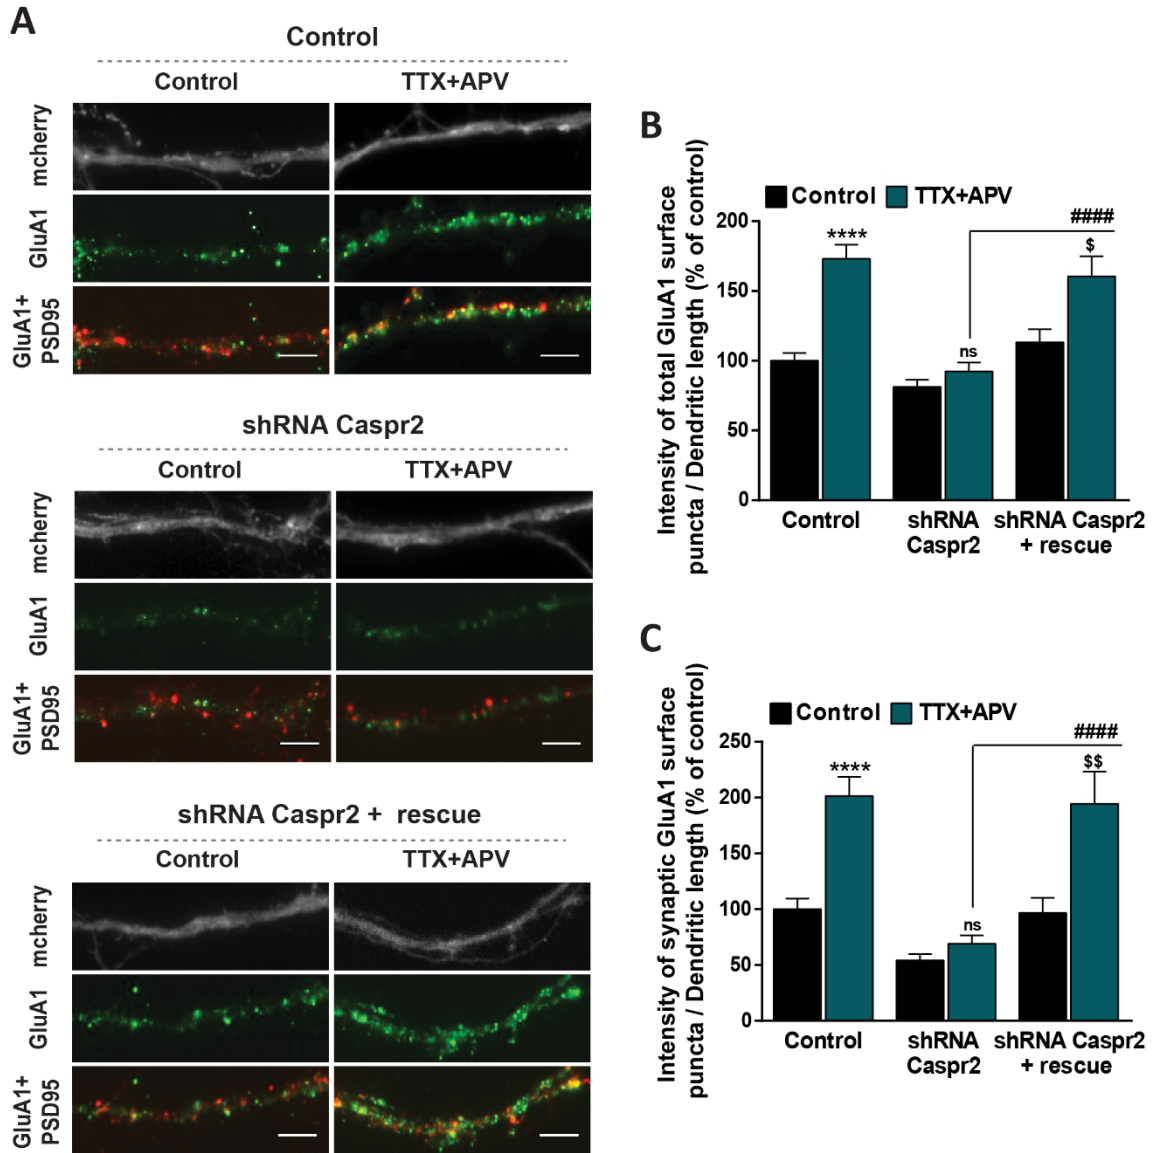 A
Control
Control TTX+APV
mcherry
GluA1
GluA1+
PSD95
shRNA Caspr2
Control TTX+APV
mcherry
GluA1
GluA1+
PSD95
shRNA Caspr2 + rescue
Control TTX+APV
mcherry
GluA1
GluA1+
PSD95
B
Control TTX+APV
Intensity of total GluA1 surface
puncta / Dendritic length (% of control)
200
150
100
50
0
****
ns
$
####
Control shRNA Caspr2 shRNA Caspr2 + rescue
C
Control TTX+APV
Intensity of synaptic GluA1 surface
puncta / Dendritic length (% of control)
250
200
150
100
50
0
****
ns
$$
####
Control shRNA Caspr2 shRNA Caspr2 + rescue